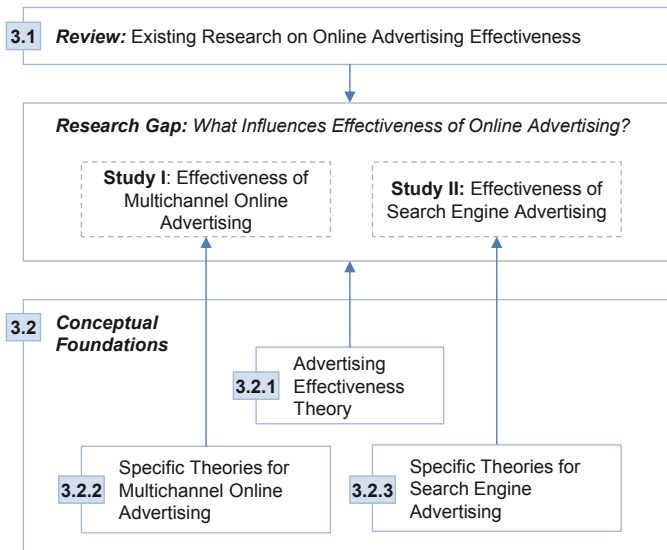 3.1 Review: Existing Research on Online Advertising Effectiveness
Research Gap: What Influences Effectiveness of Online Advertising?
Study I: Effectiveness of
Multichannel Online
Advertising
Study II: Effectiveness of
Search Engine Advertising
3.2 Conceptual
Foundations
3.2.1
Advertising
Effectiveness
Theory
3.2.2
Specific Theories for
Multichannel Online
Advertising
3.2.3
Specific Theories for
Search Engine
Advertising